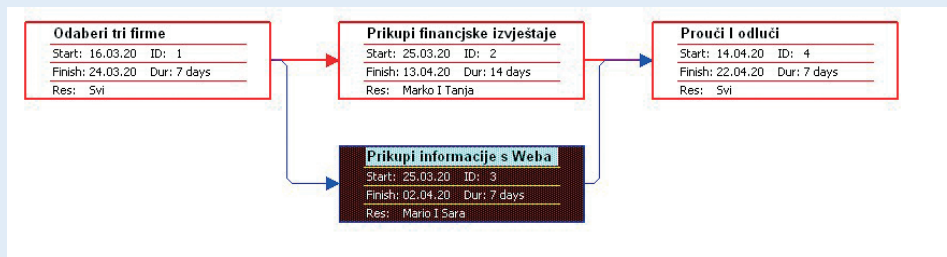 Odaberi tri firme
Start: 16.03.20 ID: 1
Finish: 24.03.20 Dur: 7 days
Res: Svi
Prikupi financjske izvještaje
Start: 25.03.20 ID: 2
Finish: 13.04.20 Dur: 14 days
Res: Marko I Tanja
Prouči I odluči
Start: 14.04.20 ID: 4
Finish: 22.04.20 Dur: 7 days
Res: Svi
Prikupi informacije s Weba
Start: 25.03.20 ID: 3
Finish: 02.04.20 Dur: 7 days
Res: Mario I Sara